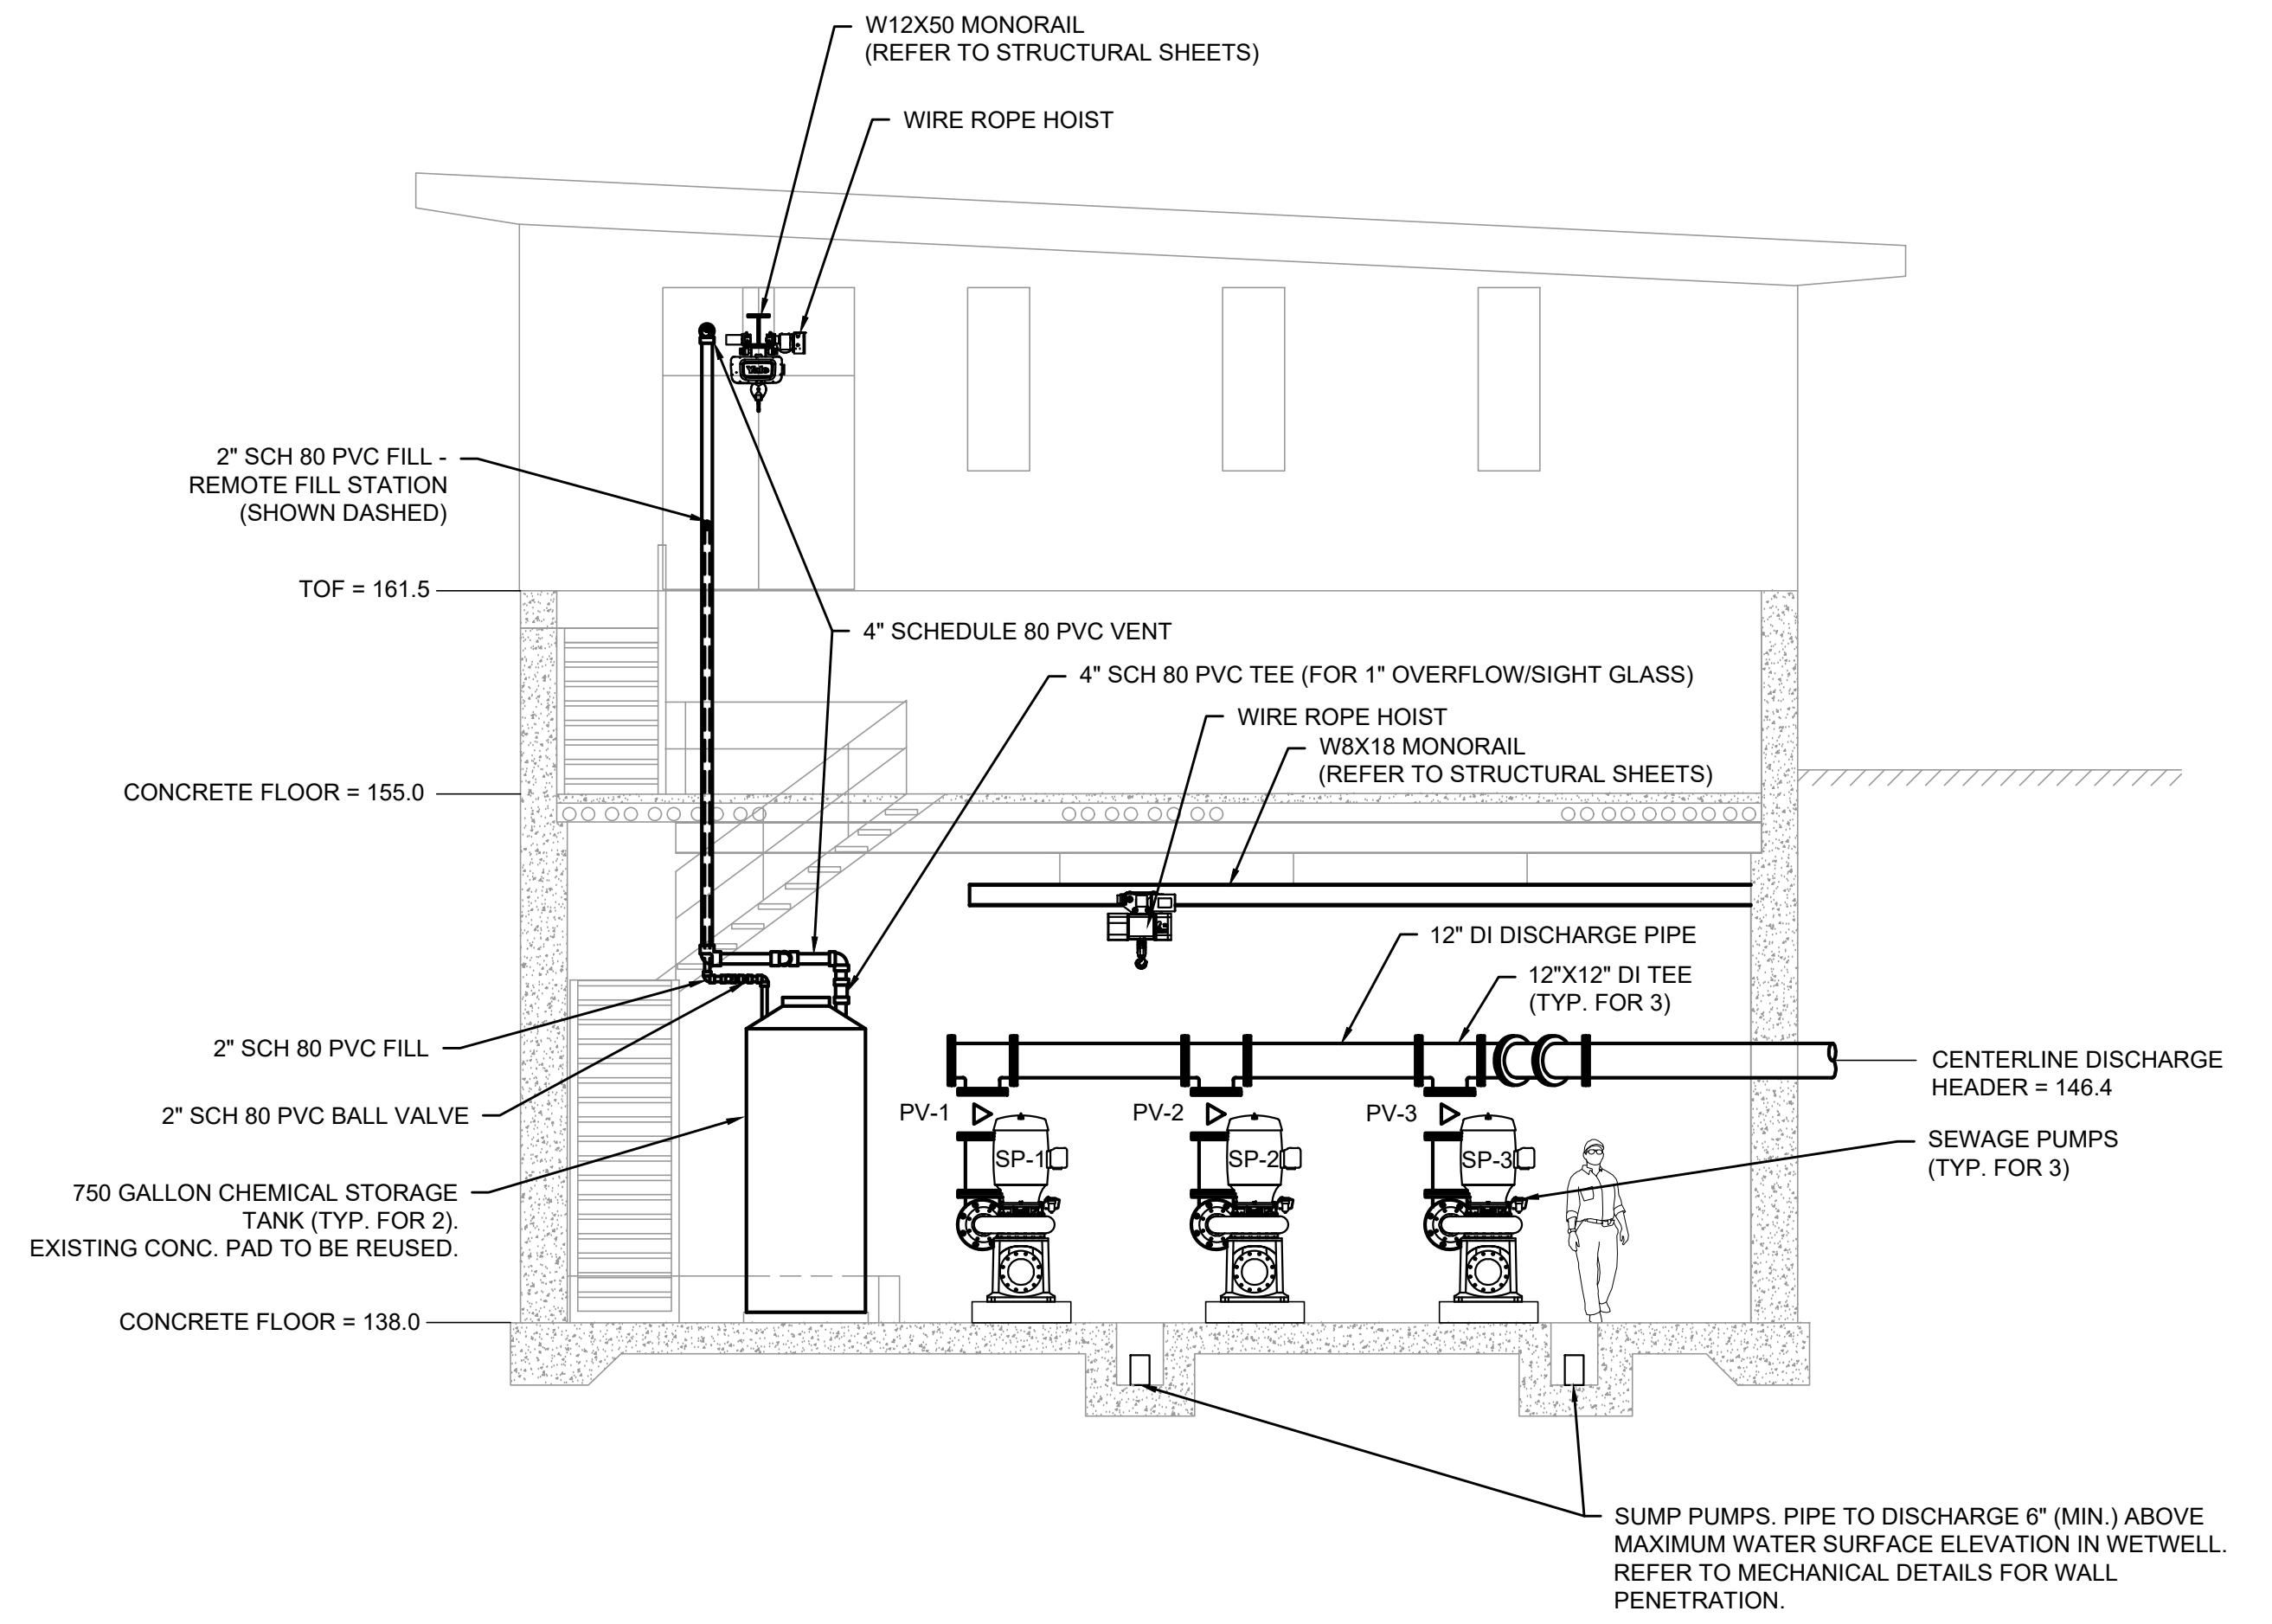 W12X50 MONORAIL
(REFER TO STRUCTURAL SHEETS)
WIRE ROPE HOIST
Yale
2" SCH 80 PVC FILL -
REMOTE FILL STATION
(SHOWN DASHED)
TOF = 161.5
4" SCHEDULE 80 PVC VENT
4" SCH 80 PVC TEE (FOR 1" OVERFLOW/SIGHT GLASS)
WIRE ROPE HOIST
W8X18 MONORAIL
(REFER TO STRUCTURAL SHEETS)
CONCRETE FLOOR = 155.0
12" DI DISCHARGE PIPE
12"X12" DI TEE
(TYP. FOR 3)
2" SCH 80 PVC FILL
CENTERLINE DISCHARGE
HEADER = 146.4
2" SCH 80 PVC BALL VALVE
PV-1
PV-2
PV-3
SEWAGE PUMPS
(TYP. FOR 3)
SP-1
SP-2
SP-3
750 GALLON CHEMICAL STORAGE
TANK (TYP. FOR 2).
EXISTING CONC. PAD TO BE REUSED.
CONCRETE FLOOR = 138.0
SUMP PUMPS. PIPE TO DISCHARGE 6" (MIN.) ABOVE
MAXIMUM WATER SURFACE ELEVATION IN WETWELL.
REFER TO MECHANICAL DETAILS FOR WALL
PENETRATION.